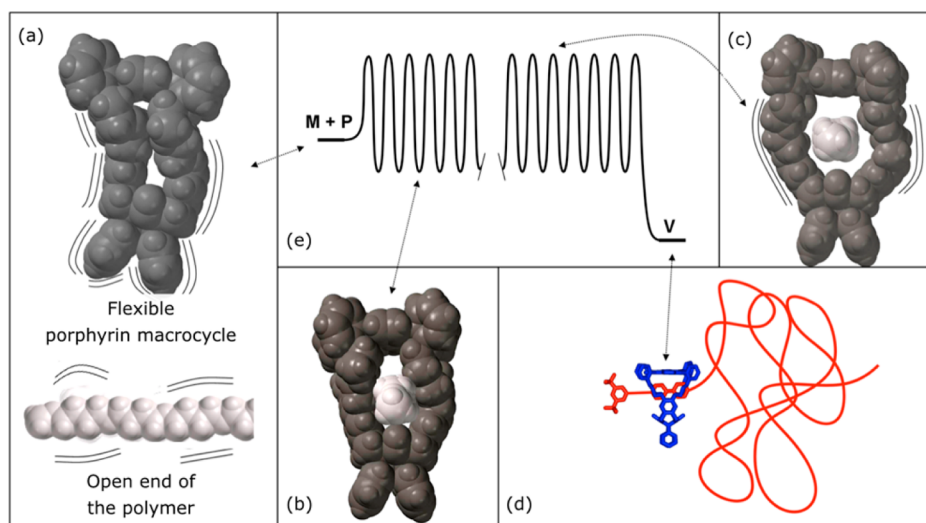 (a)
Flexible
porphyrin macrocycle
Open end of
the polymer
M + P
V
(e)
(c)
(b)
(d)